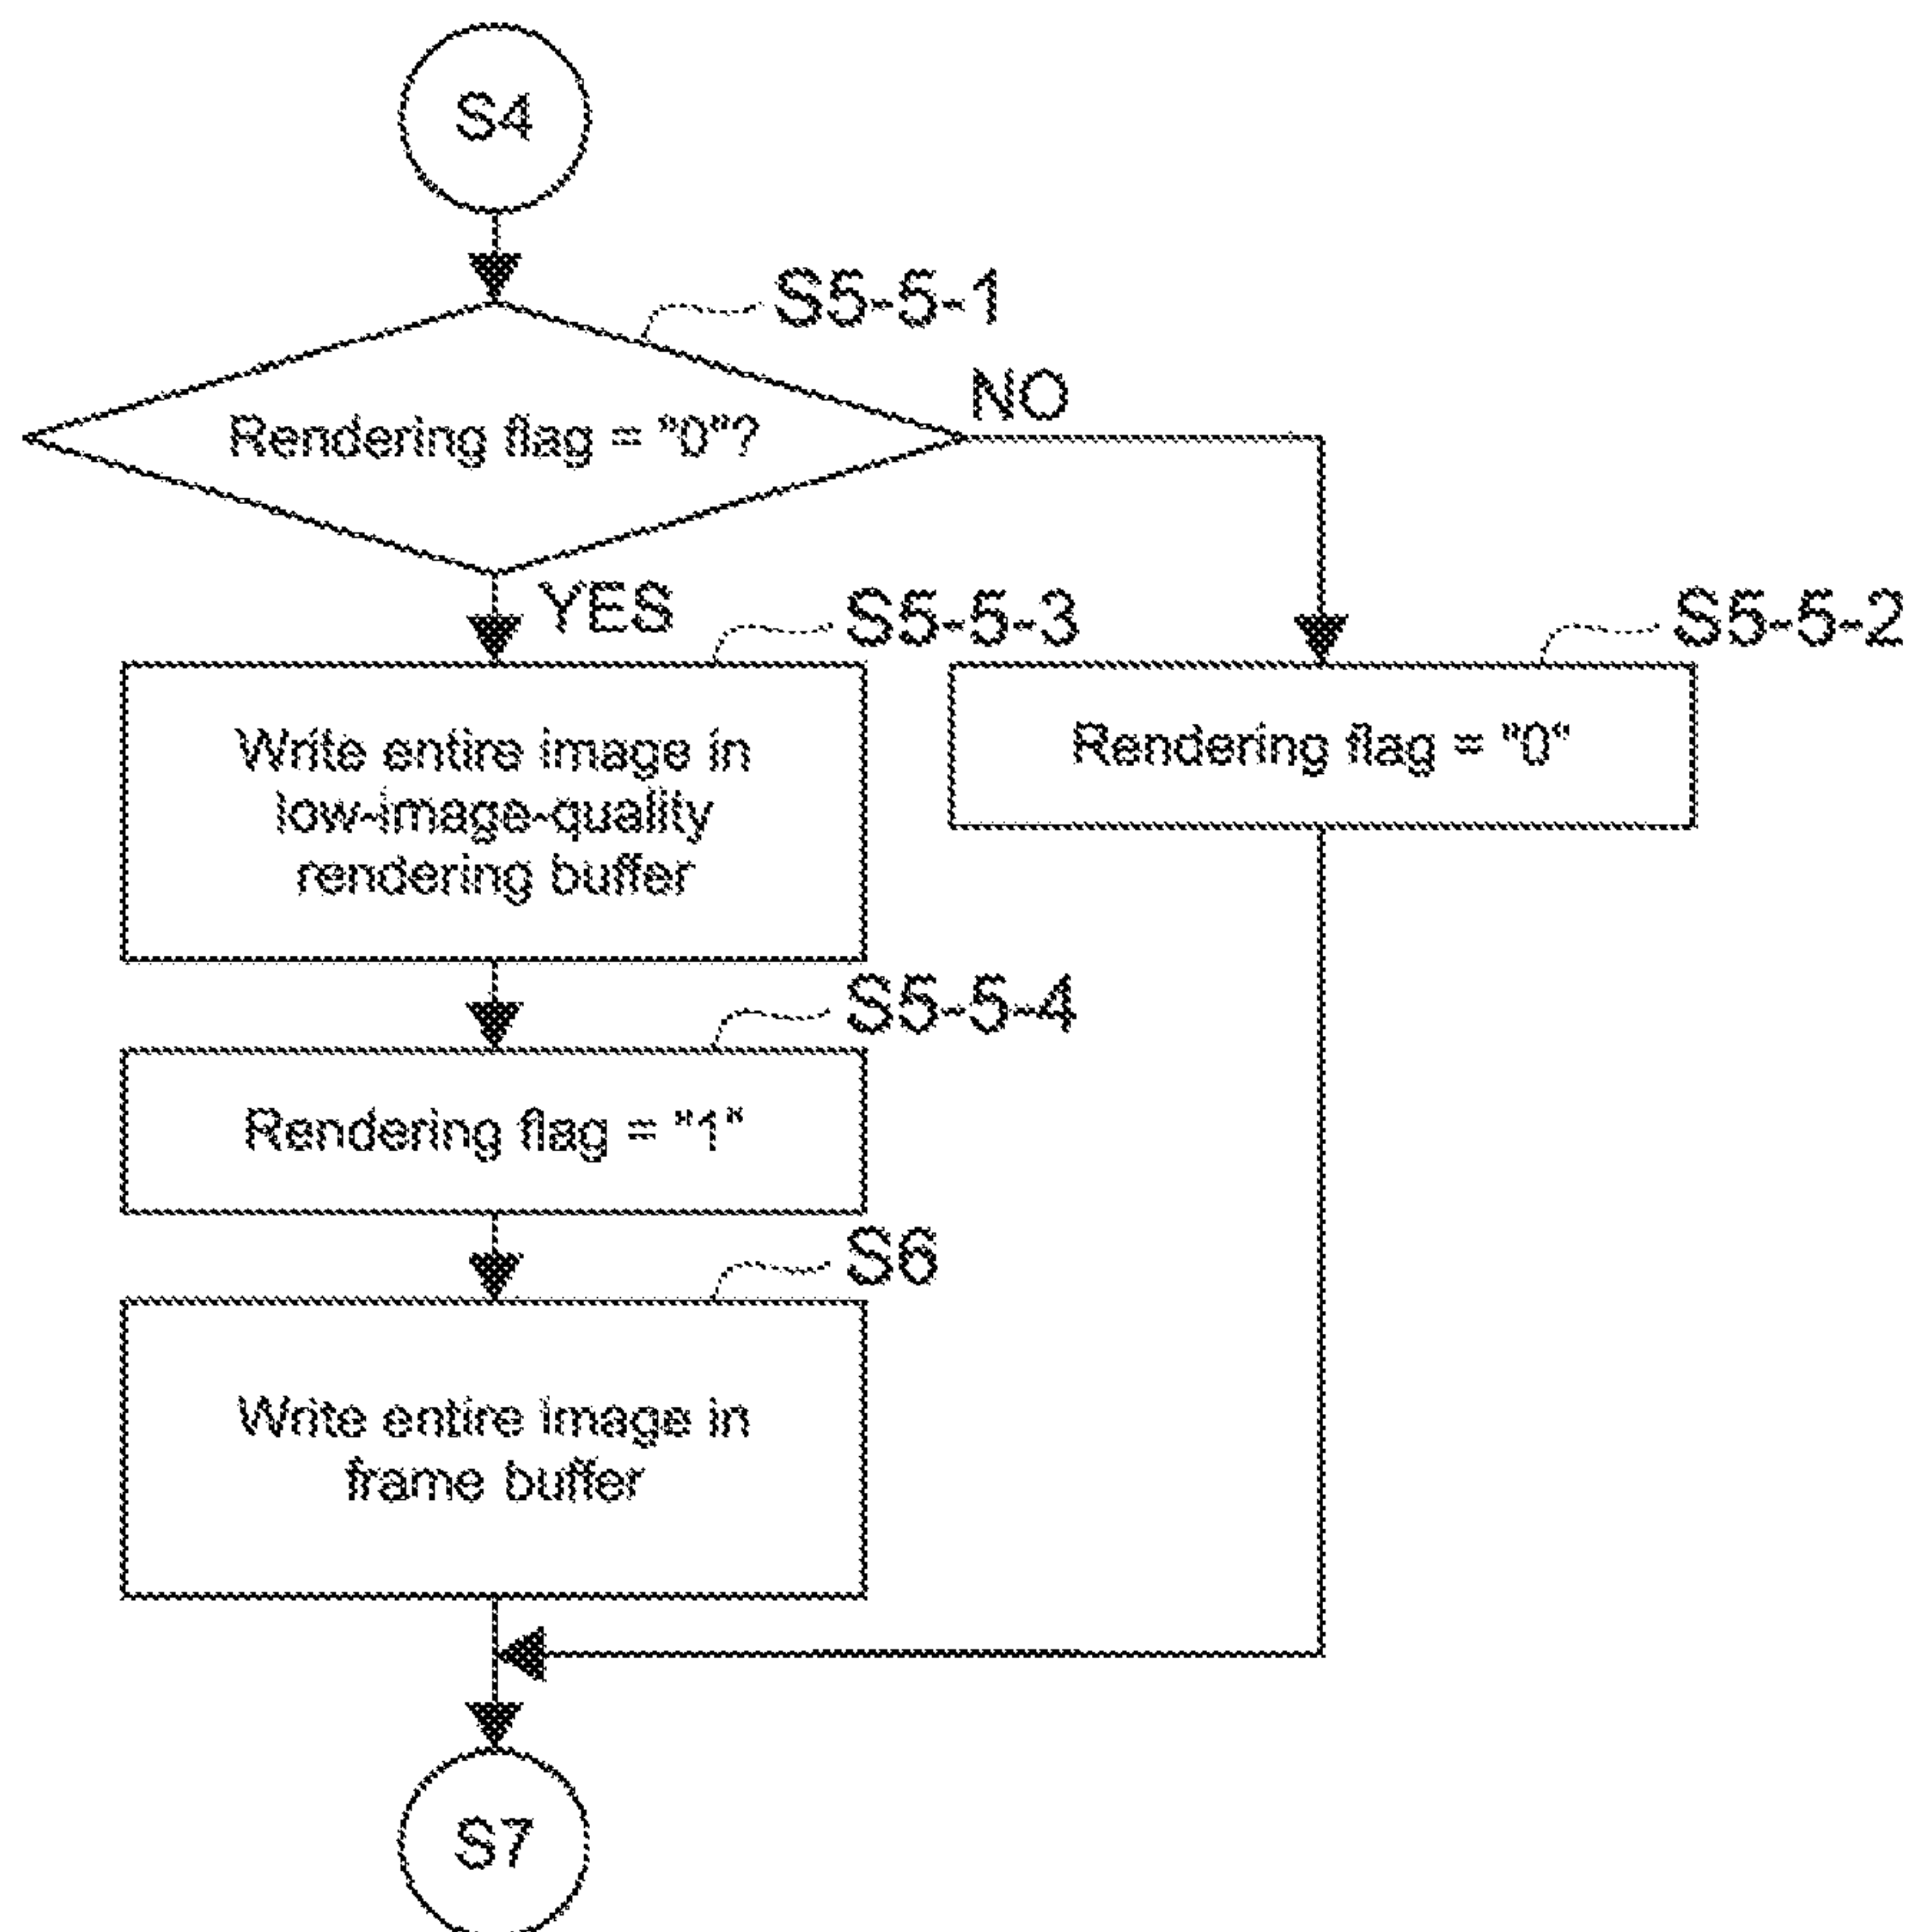 S4
S5-5-1
Rendering flag = "0"?
NO
YES
S5-5-3
S5-5-2
Write entire image in
low-image-quality
rendering buffer
Rendering flag = "0"
S5-5-4
Rendering flag = "1"
S6
Write entire image in
frame buffer
S7